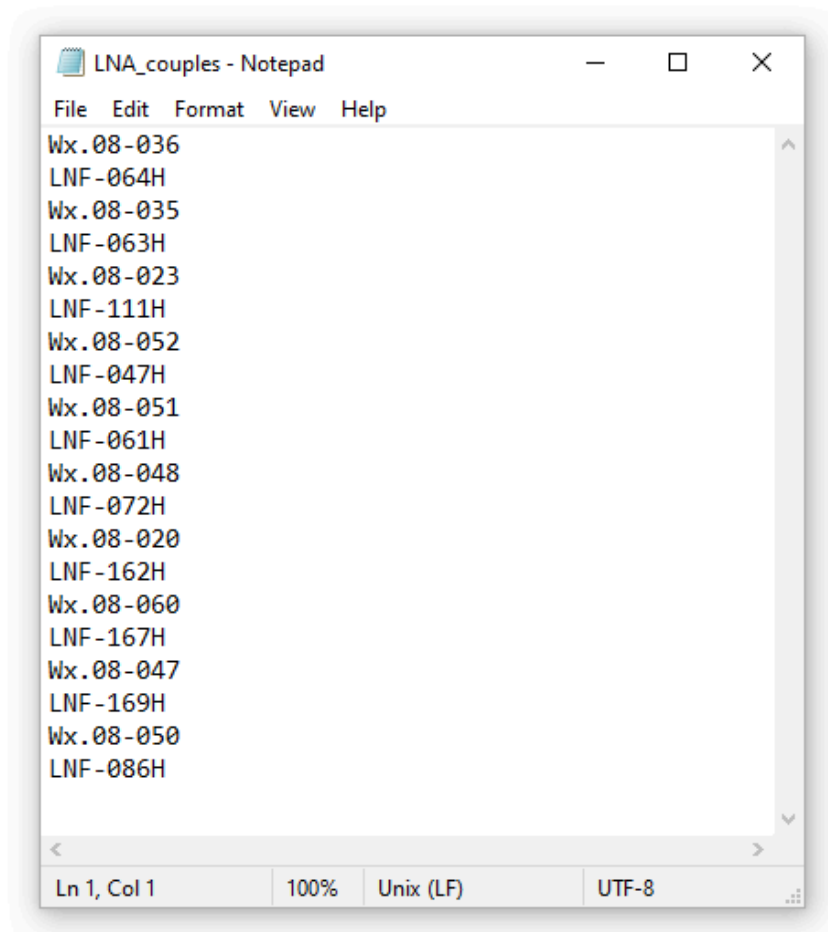 LNA_couples - Notepad
File Edit Format View Help
Wx.08-036
LNF-064H
Wx.08-035
LNF-063H
Wx.08-023
LNF-111H
Wx.08-052
LNF-047H
Wx.08-051
LNF-061H
Wx.08-048
LNF-072H
Wx.08-020
LNF-162H
Wx.08-060
LNF-167H
Wx.08-047
LNF-169H
Wx.08-050
LNF-086H
Ln 1, Col 1 100% Unix (LF) UTF-8